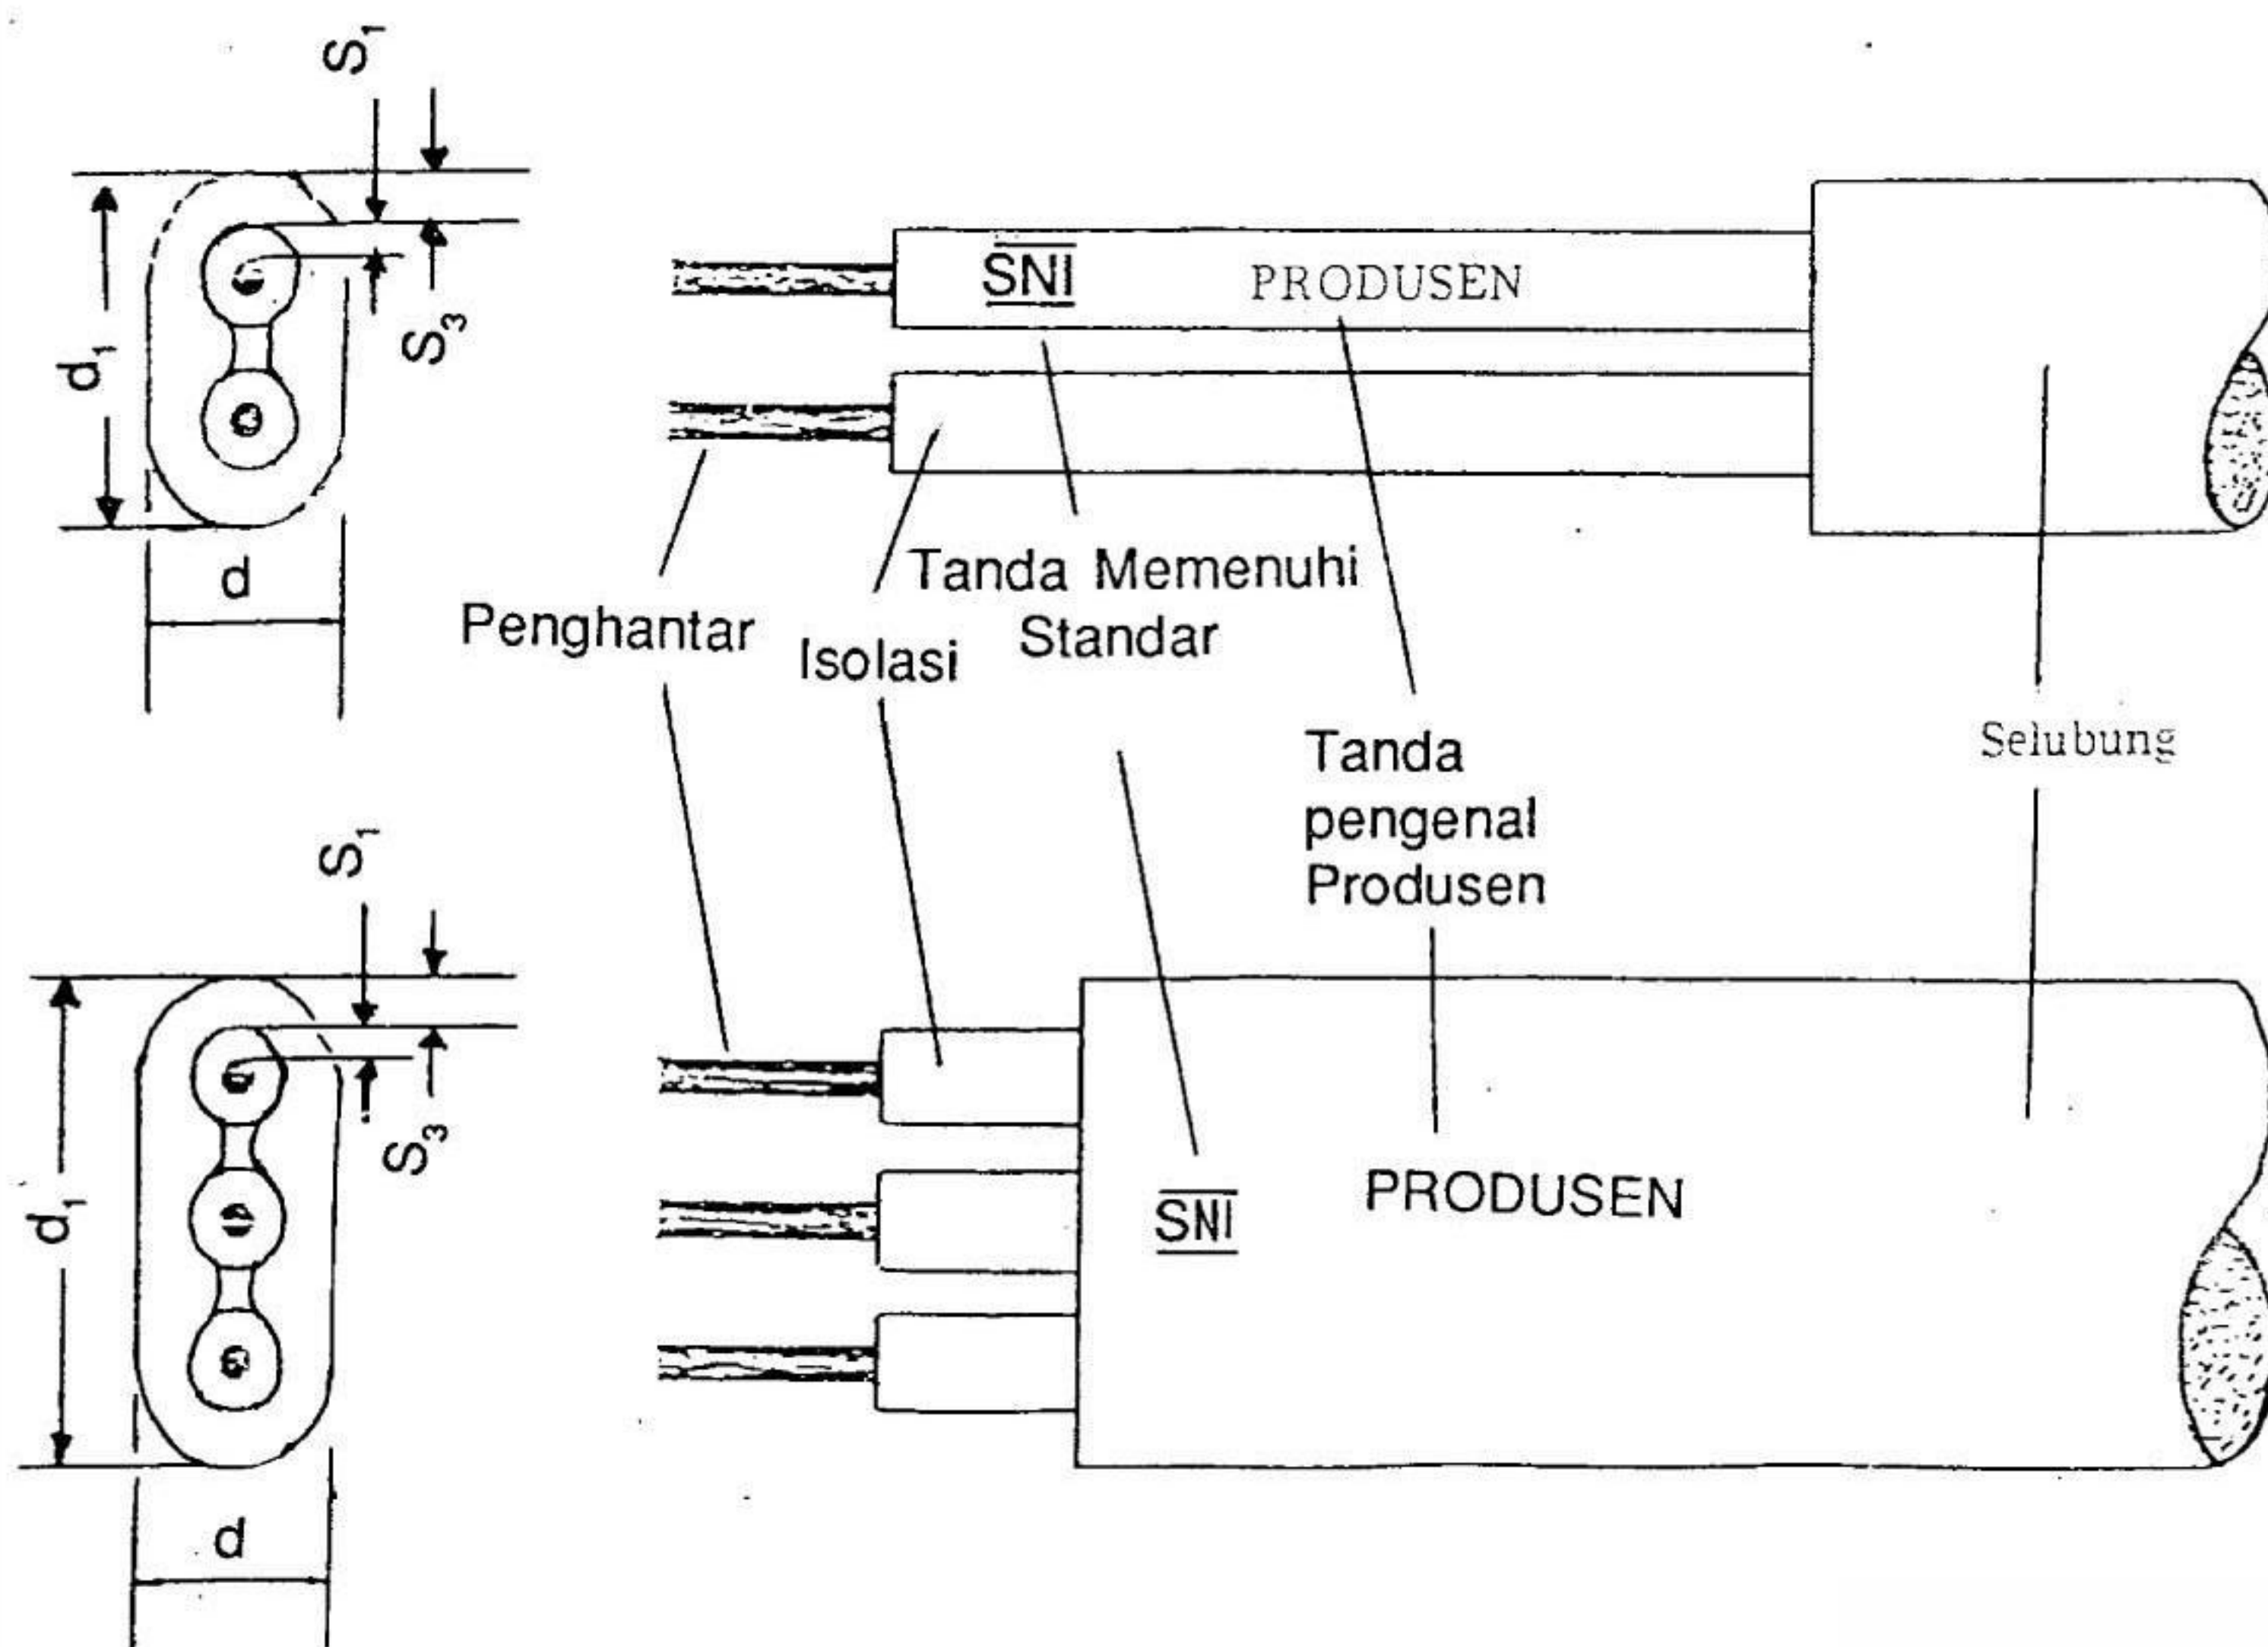 S₁
S₃
d₁
d
SNI PRODUSEN
Penghantar
Isolasi
Tanda Memenuhi
Standar
Tanda
pengenal
Produsen
Selubung
S₁
S₃
d₁
d
SNI PRODUSEN